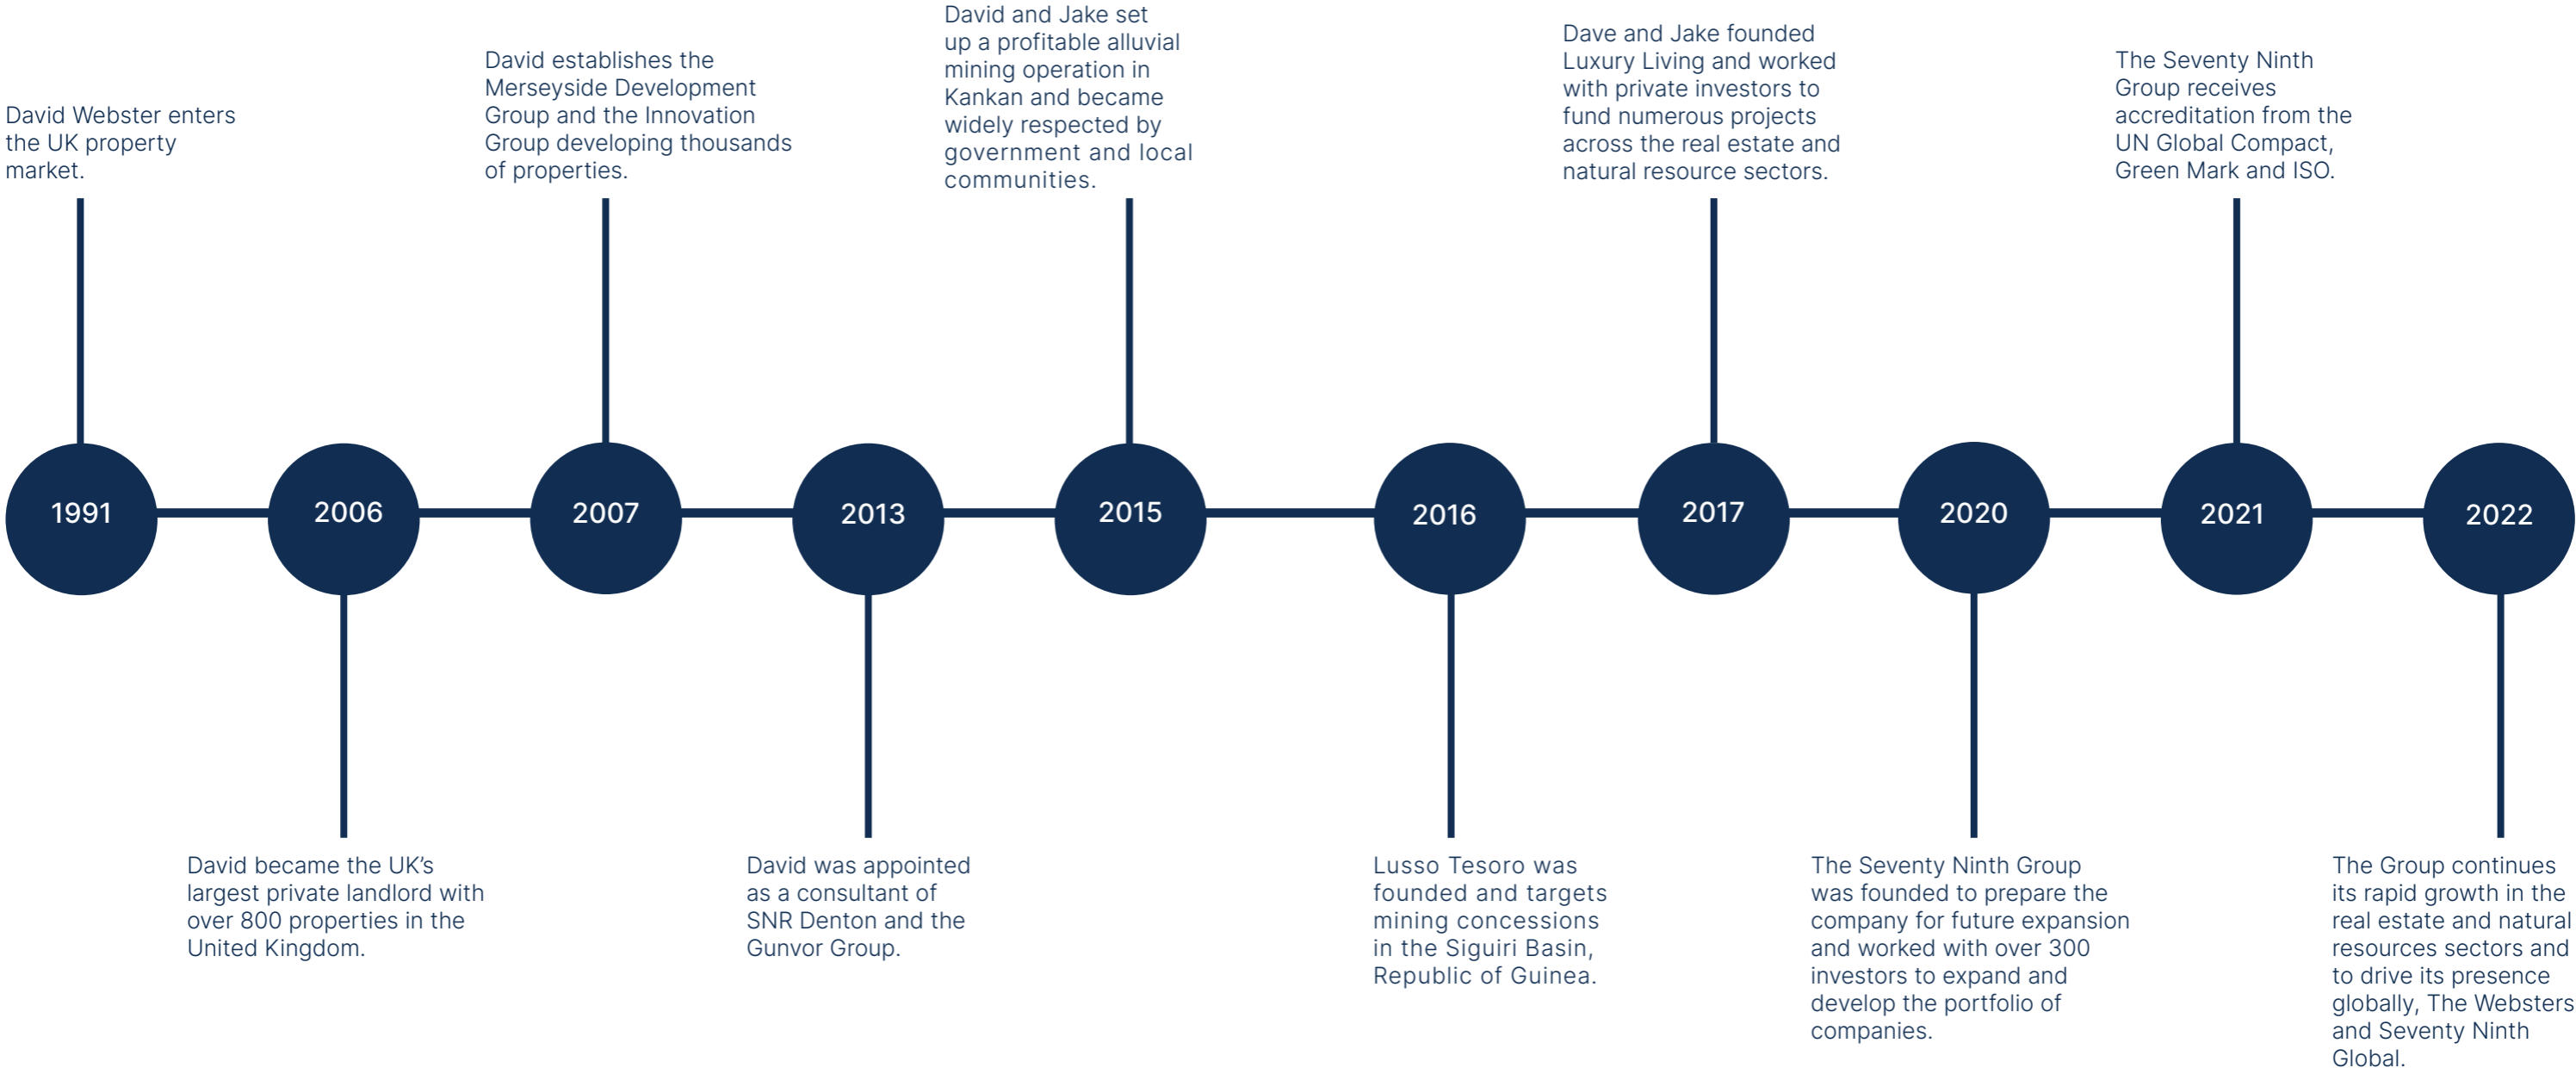 David Webster enters
the UK property
market.
David establishes the
Merseyside Development
Group and the Innovation
Group developing thousands
of properties.
David and Jake set
up a profitable alluvial
mining operation in
Kankan and became
widely respected by
government and local
communities.
Dave and Jake founded
Luxury Living and worked
with private investors to
fund numerous projects
across the real estate and
natural resource sectors.
The Seventy Ninth
Group receives
accreditation from the
UN Global Compact,
Green Mark and ISO.
1991
2006
2007
2013
2015
2016
2017
2020
2021
2022
David became the UK’s
largest private landlord with
over 800 properties in the
United Kingdom.
David was appointed
as a consultant of
SNR Denton and the
Gunvor Group.
Lusso Tesoro was
founded and targets
mining concessions
in the Siguiri Basin,
Republic of Guinea.
The Seventy Ninth Group
was founded to prepare the
company for future expansion
and worked with over 300
investors to expand and
develop the portfolio of
companies.
The Group continues
its rapid growth in the
real estate and natural
resources sectors and
to drive its presence
globally, The Websters
and Seventy Ninth
Global.